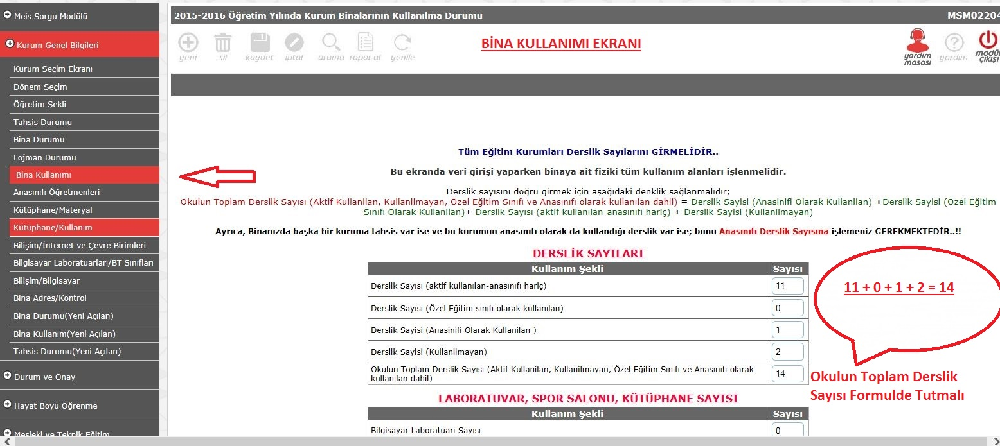 Meis Sorgu Modülü
Kurum Genel Bilgileri
Kurum Seçim Ekranı
Dönem Seçim
Öğretim Şekli
Tahsis Durumu
Bina Durumu
Lojman Durumu
Bina Kullanımı
Anasınıfı Öğretmenleri
Kütüphane/Materyal
Kütüphane/Kullanım
Bilişim/İnternet ve Çevre Birimleri
Bilgisayar Laboratuarları/BT Sınıfları
Bilişim/Bilgisayar
Bina Adres/Kontrol
Bina Durumu(Yeni Açılan)
Bina Kullanım(Yeni Açılan)
Tahsis Durumu(Yeni Açılan)
Durum ve Onay
Hayat Boyu Öğrenme
Mesleki ve Teknik Eğitim
2015-2016 Öğretim Yılında Kurum Binalarının Kullanılma Durumu MSM02204
yeni sil kaydet iptal arama rapor al yenile
BİNA KULLANIMI EKRANI
yardım masası yardım modül çıkışı
Tüm Eğitim Kurumları Derslik Sayılarını GİRMELİDİR..
Bu ekranda veri girişi yaparken binaya ait fiziki tüm kullanım alanları işlenmelidir.
Derslik sayısını doğru girmek için aşağıdaki denklik sağlanmalıdır;
Okulun Toplam Derslik Sayısı (Aktif Kullanilan, Kullanilmayan, Özel Eğitim Sınıfı ve Anasınıfı olarak kullanılan dahil) = Derslik Sayisi (Anasinifi Olarak Kullanilan) +Derslik Sayisi (Özel Eğitim
Sınıfı Olarak Kullanilan)+ Derslik Sayısı (aktif kullanılan-anasınıfı hariç) + Derslik Sayisi (Kullanilmayan)
Ayrıca, Binanızda başka bir kuruma tahsis var ise ve bu kurumun anasınıfı olarak da kullandığı derslik var ise; bunu Anasınıfı Derslik Sayısına işlemeniz GEREKMEKTEDİR..!!
DERSLİK SAYILARI
Kullanım Şekli Sayısı
Derslik Sayısı (aktif kullanılan-anasınıfı hariç) 11
Derslik Sayısı (Özel Eğitim sınıfı olarak kullanılan) 0
Derslik Sayisi (Anasinifi Olarak Kullanilan ) 1
Derslik Sayisi (Kullanilmayan) 2
Okulun Toplam Derslik Sayısı (Aktif Kullanilan, Kullanilmayan, Özel Eğitim Sınıfı ve Anasınıfı olarak
kullanılan dahil) 14
11 + 0 + 1 + 2 = 14
Okulun Toplam Derslik
Sayısı Formulde Tutmalı
LABORATUVAR, SPOR SALONU, KÜTÜPHANE SAYISI
Kullanım Şekli Sayısı
Bilgisayar Laboratuarı Sayısı 0